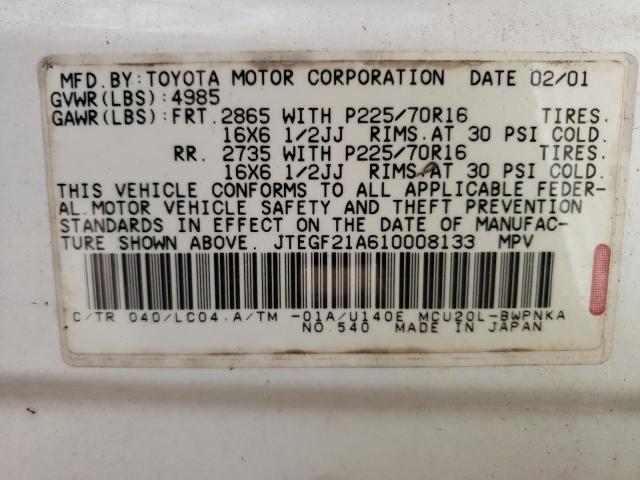 MFD.BY:TOYOTA MOTOR CORPORATION DATE 02/01
GVWR(LBS):4985
GAWR(LBS):FRT.2865 WITH P225/70R16 TIRES.
16X6 1/2JJ RIMS.AT 30 PSI COLD.
RR. 2735 WITH P225/70R16 TIRES.
16X6 1/2JJ RIMS.AT 30 PSI COLD.
THIS VEHICLE CONFORMS TO ALL APPLICABLE FEDER-
AL MOTOR VEHICLE SAFETY AND THEFT PREVENTION
STANDARDS IN EFFECT ON THE DATE OF MANUFAC-
TURE SHOWN ABOVE. JTEGF21A610008133 MPV
C/TR 040/LC04.A/TM -01A/U140E MCU20L-BWPNKA
NO.540 MADE IN JAPAN